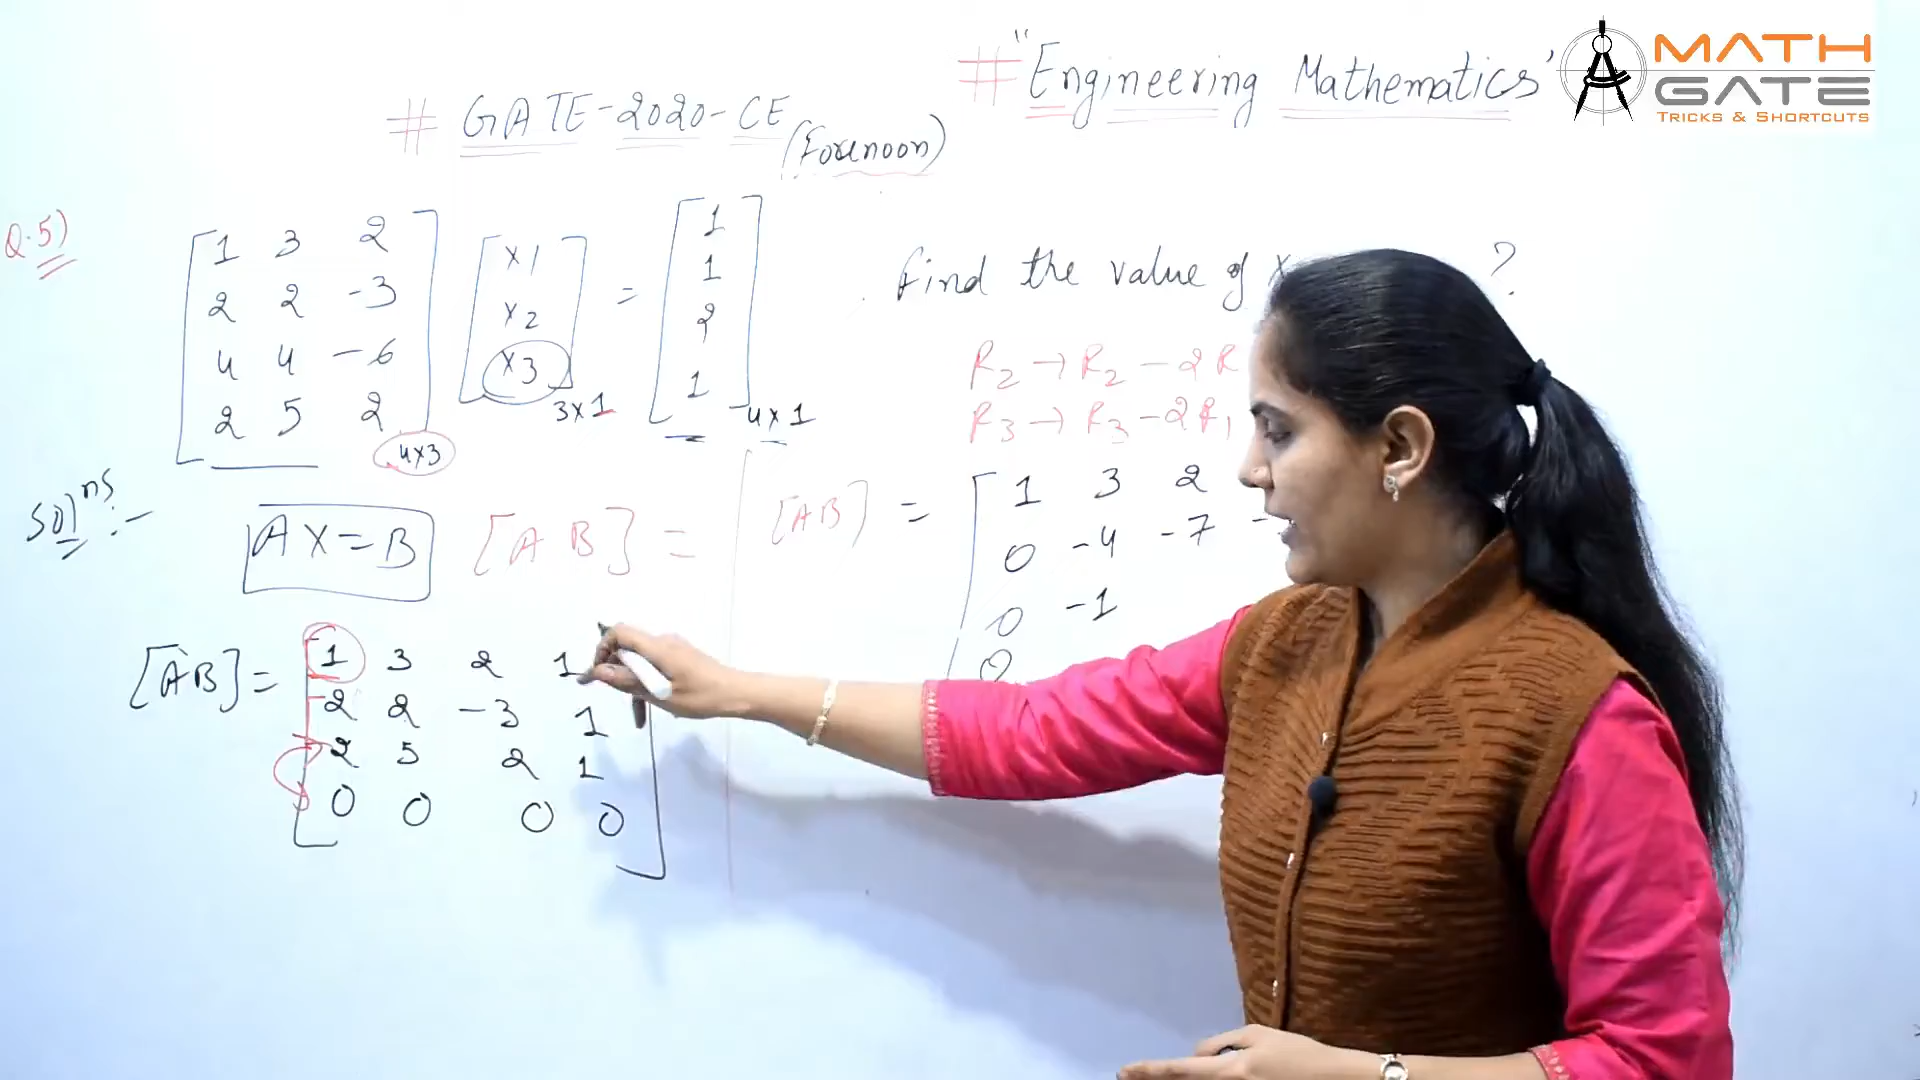 # "Engineering Mathematics'
MATH
GATE
TRICKS & SHORTCUTS
# GATE-2020-CE
(Forenoon)
Q.5)
1 3 2
2 2 -3
4 4 -6
2 5 2
4x3
x1
x2
x3
3x1
=
1
1
2
1
4x1
Find the value of x ?
R2 → R2 - 2R
R3 → R3 - 2R1
Solns:-
AX=B
[A B] =
[AB] =
1 3 2
0 -4 -7 -
0 -1
0
[AB] =
1 3 2 1
2 2 -3 1
2 5 2 1
0 0 0 0